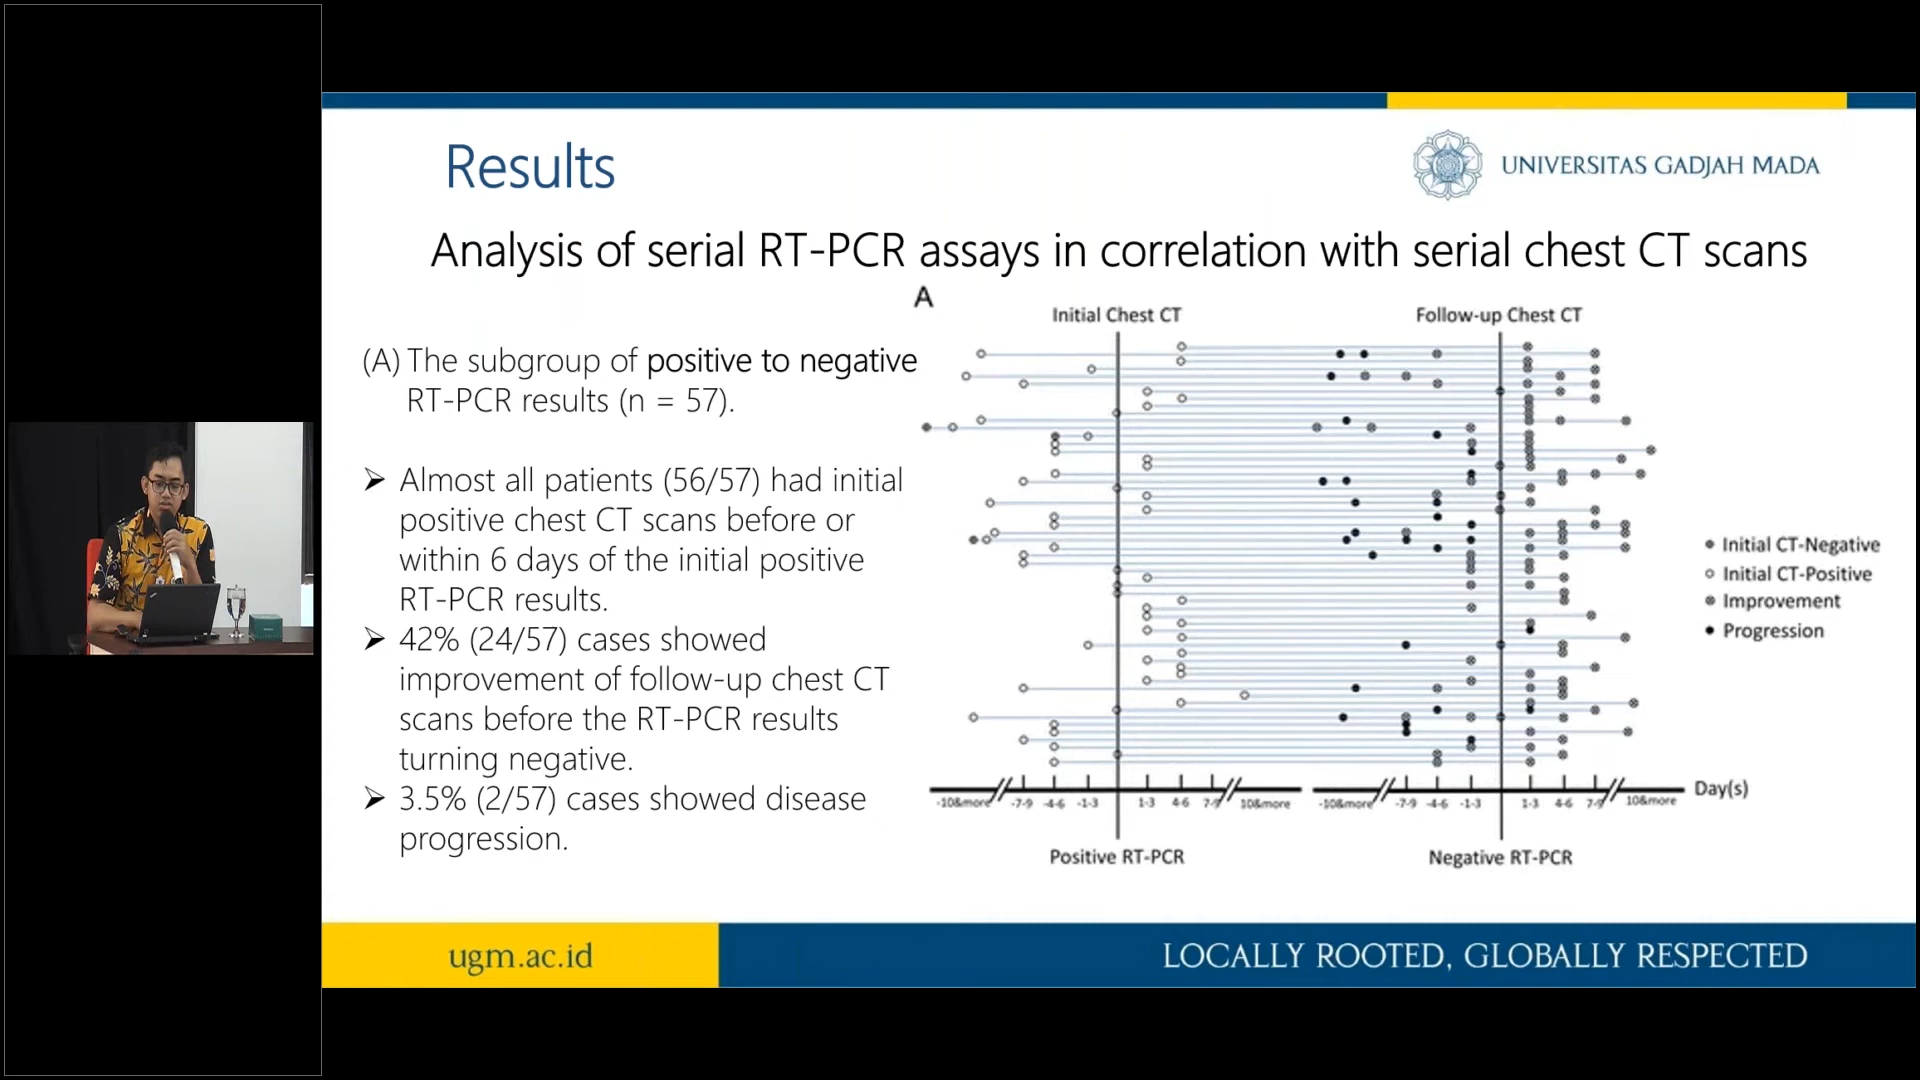 Results
UNIVERSITAS GADJAH MADA
Analysis of serial RT-PCR assays in correlation with serial chest CT scans
(A) The subgroup of positive to negative
RT-PCR results (n = 57).
➢ Almost all patients (56/57) had initial
positive chest CT scans before or
within 6 days of the initial positive
RT-PCR results.
➢ 42% (24/57) cases showed
improvement of follow-up chest CT
scans before the RT-PCR results
turning negative.
➢ 3.5% (2/57) cases showed disease
progression.
A
Initial Chest CT
Follow-up Chest CT
Initial CT-Negative
Initial CT-Positive
Improvement
Progression
-10&more -7-9 -4-6 -1-3 1-3 4-6 7-9 10&more -10&more -7-9 -4-6 -1-3 1-3 4-6 7-9 10&more Day(s)
Positive RT-PCR
Negative RT-PCR
ugm.ac.id
LOCALLY ROOTED, GLOBALLY RESPECTED